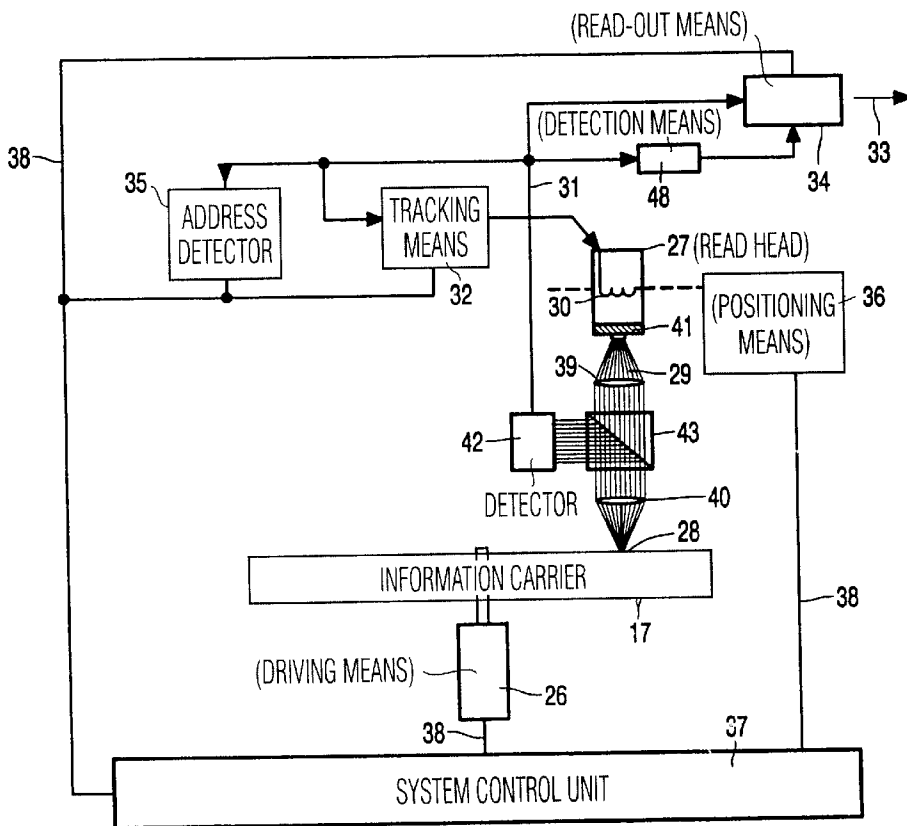 (READ-OUT MEANS)
(DETECTION MEANS)
33
34
38
31
48
35
ADDRESS
DETECTOR
TRACKING
MEANS
32
27 (READ HEAD)
30
41
(POSITIONING
MEANS)
36
39
29
42
43
DETECTOR
40
28
INFORMATION CARRIER
17
38
(DRIVING MEANS)
26
38
37
SYSTEM CONTROL UNIT